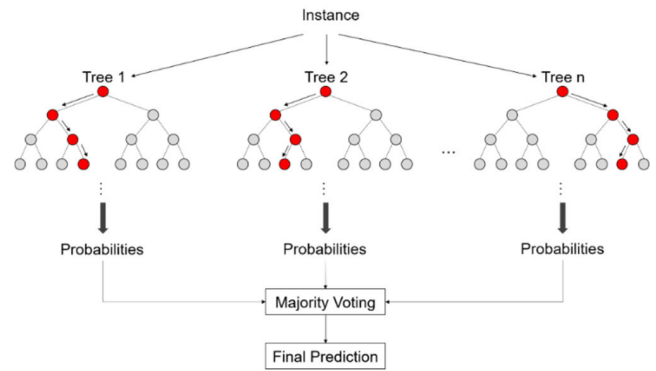 Instance
Tree 1
Tree 2
Tree n
...
Probabilities
Probabilities
Probabilities
Majority Voting
Final Prediction